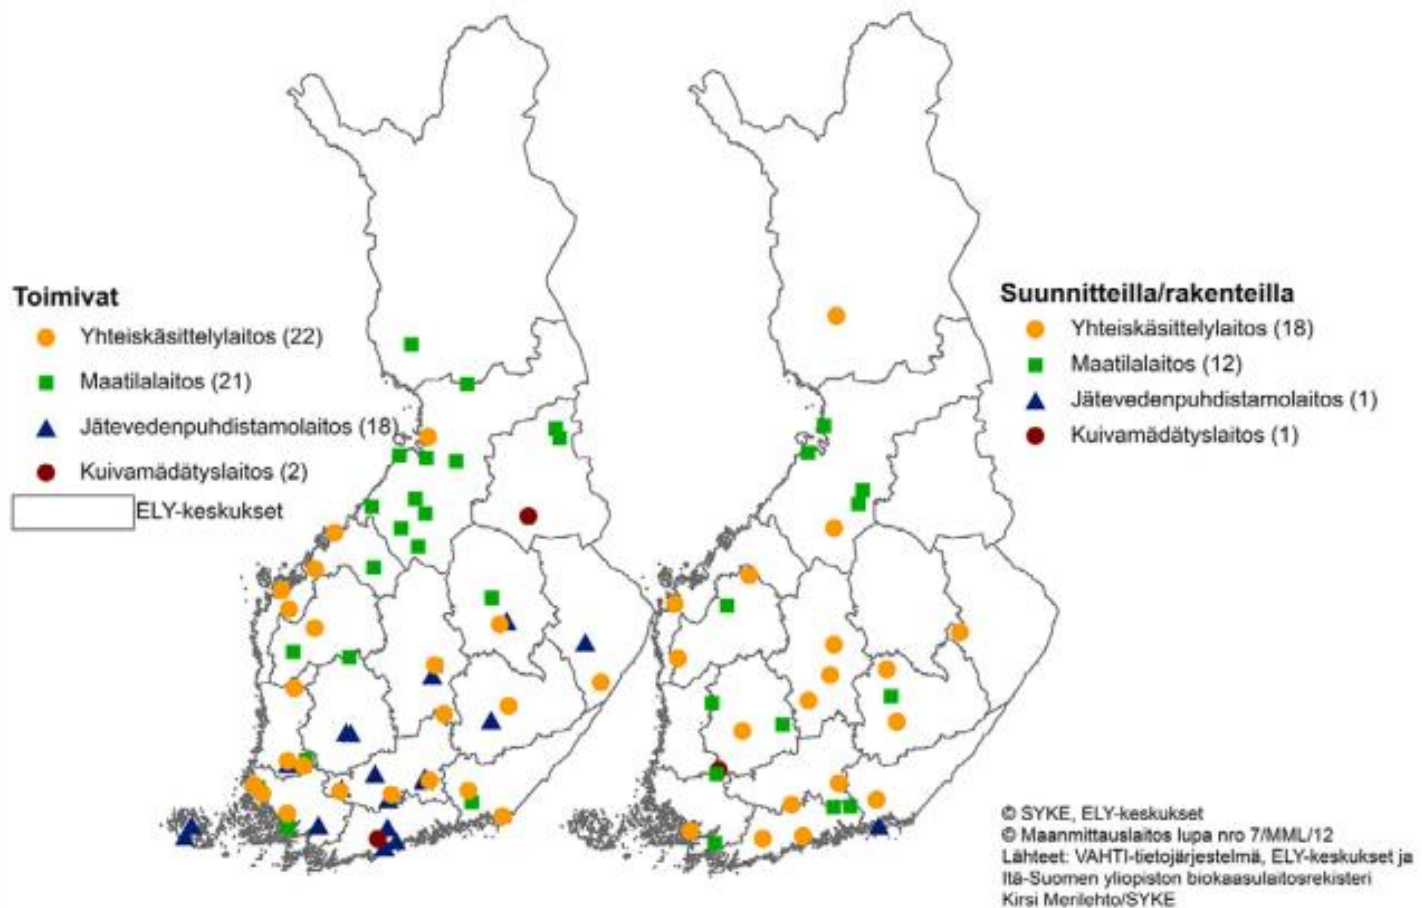 Toimivat
Yhteiskäsittelylaitos (22)
Maatilalaitos (21)
Jätevedenpuhdistamolaitos (18)
Kuivamädätyslaitos (2)
ELY-keskukset
Suunnitteilla/rakenteilla
Yhteiskäsittelylaitos (18)
Maatilalaitos (12)
Jätevedenpuhdistamolaitos (1)
Kuivamädätyslaitos (1)
© SYKE, ELY-keskukset
© Maanmittauslaitos lupa nro 7/MML/12
Lähteet: VAHTI-tietojärjestelmä, ELY-keskukset ja
Itä-Suomen yliopiston biokaasulaitosrekisteri
Kirsi Merilehto/SYKE